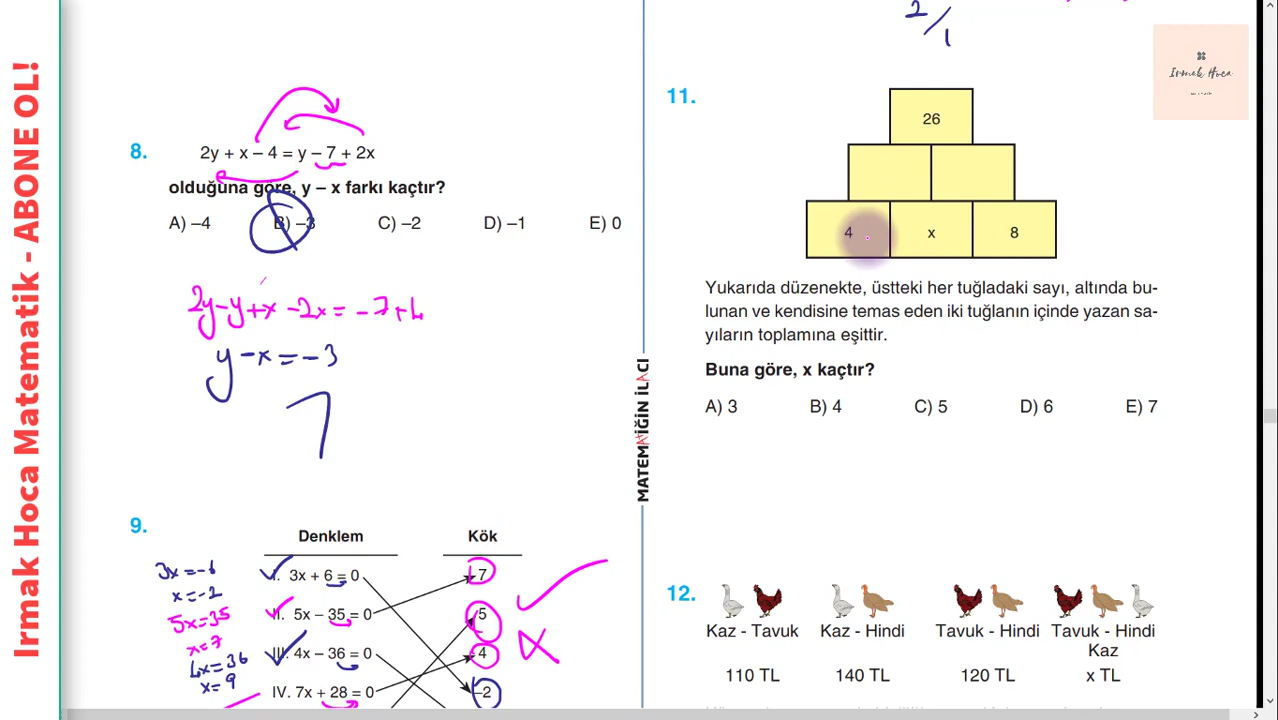 Irmak Hoca Matematik - ABONE OL!
8.
2y + x – 4 = y – 7 + 2x
olduğuna göre, y – x farkı kaçtır?
A) –4 B) –3 C) –2 D) –1 E) 0
2y-y+x-2x=-7+4
y-x=-3
9.
Denklem Kök
I. 3x + 6 = 0 7
II. 5x – 35 = 0 5
III. 4x – 36 = 0 4
IV. 7x + 28 = 0 –2
3x=-6
x=-2
5x=35
x=7
4x=36
x=9
MATEMATİĞİN İLACI
2/1
Irmak Hoca
11.
26
4 x 8
Yukarıda düzenekte, üstteki her tuğladaki sayı, altında bu-
lunan ve kendisine temas eden iki tuğlanın içinde yazan sa-
yıların toplamına eşittir.
Buna göre, x kaçtır?
A) 3 B) 4 C) 5 D) 6 E) 7
12.
Kaz - Tavuk Kaz - Hindi Tavuk - Hindi Tavuk - Hindi
Kaz
110 TL 140 TL 120 TL x TL